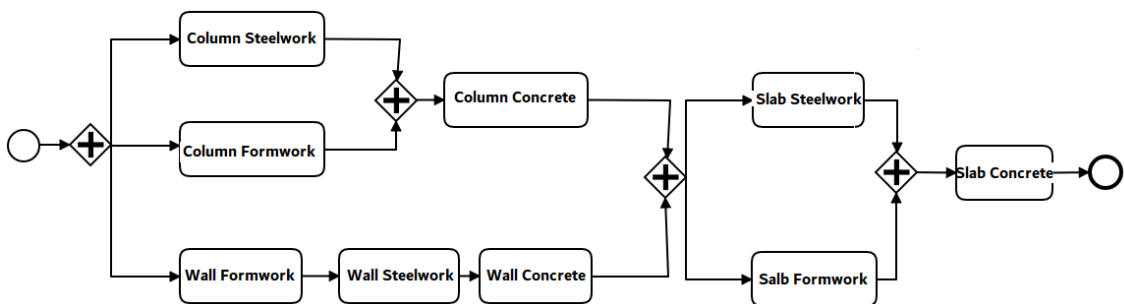 Column Steelwork
Column Formwork
Column Concrete
Wall Formwork
Wall Steelwork
Wall Concrete
Slab Steelwork
Salb Formwork
Slab Concrete